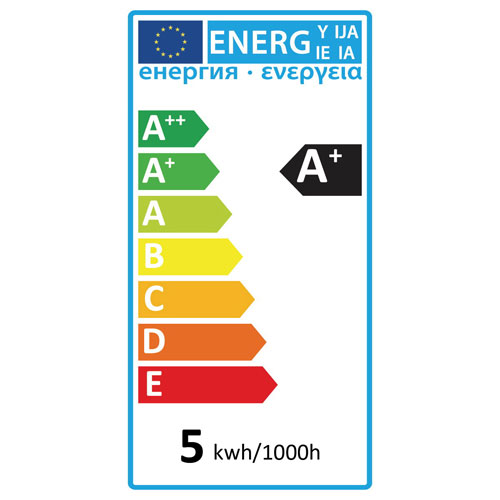 ENERG Y IJA
IE IA
енергия · ενεργεια
A++
A+
A+
A
B
C
D
E
5 kwh/1000h